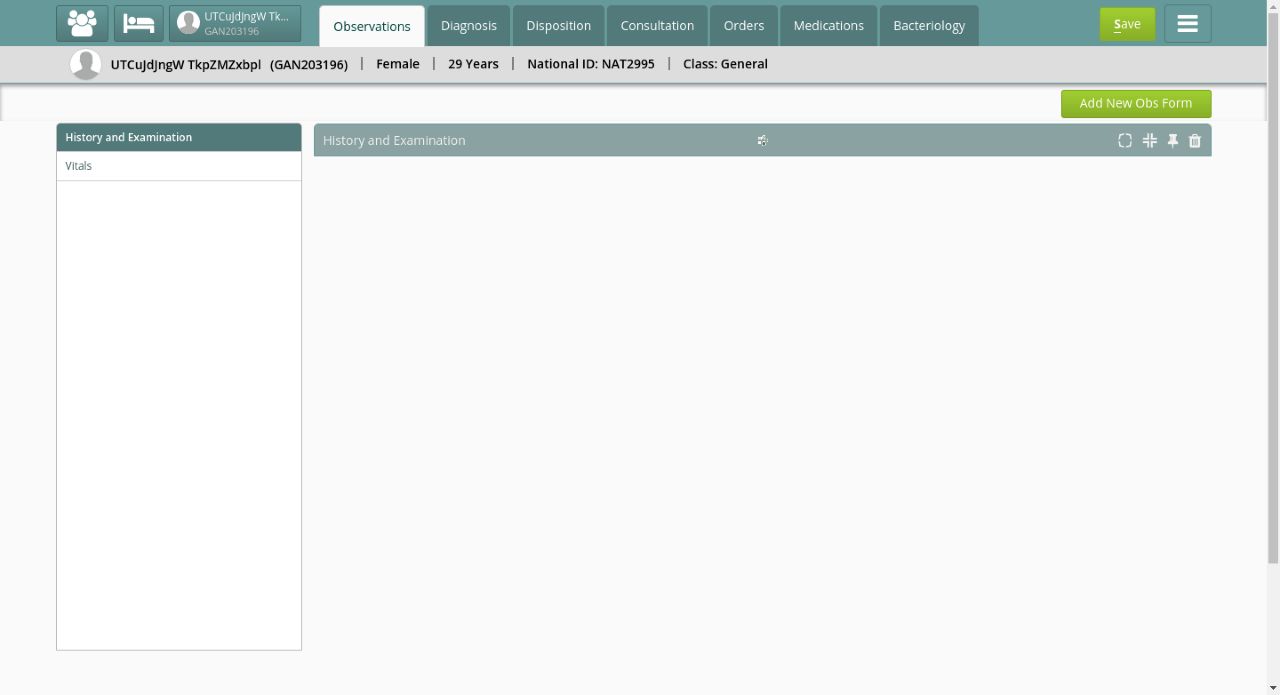 UTCuJdJngW Tk...
GAN203196
Observations
Diagnosis
Disposition
Consultation
Orders
Medications
Bacteriology
Save
UTCuJdJngW TkpZMZxbpl (GAN203196) | Female | 29 Years | National ID: NAT2995 | Class: General
Add New Obs Form
History and Examination
Vitals
History and Examination